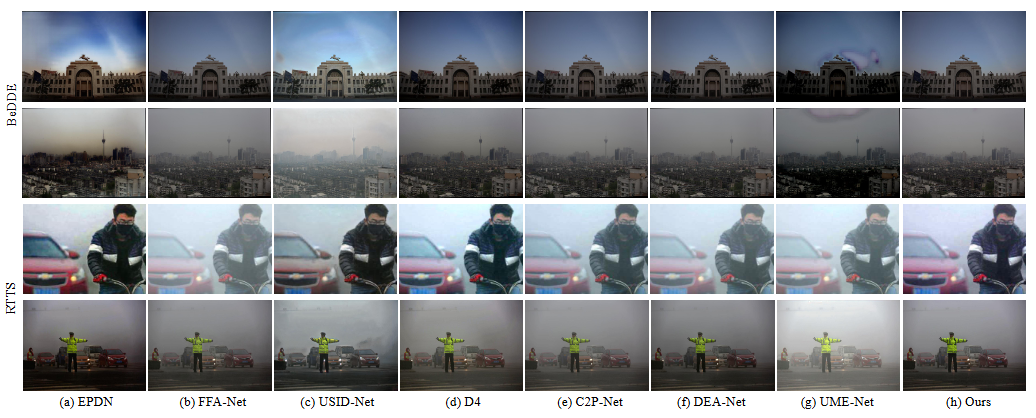 BeDDE
RTTS
(a) EPDN
(b) FFA-Net
(c) USID-Net
(d) D4
(e) C2P-Net
(f) DEA-Net
(g) UME-Net
(h) Ours